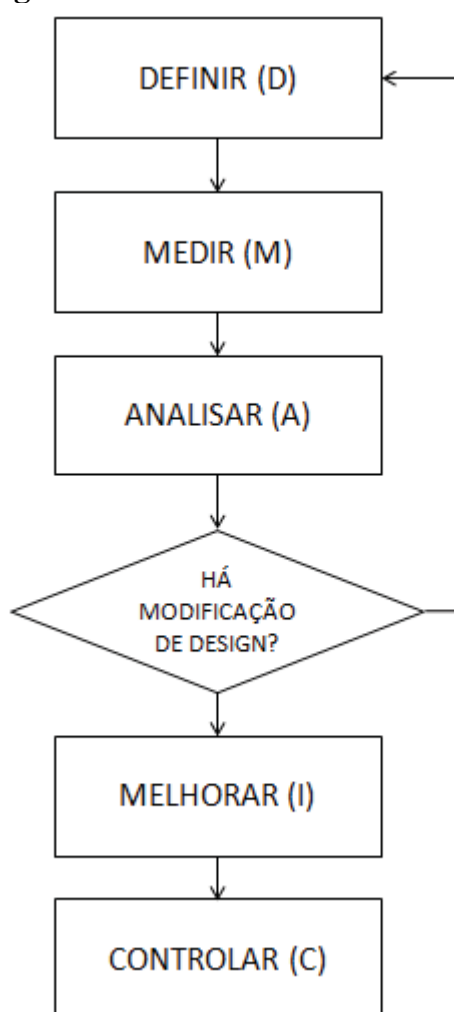 DEFINIR (D)
MEDIR (M)
ANALISAR (A)
HÁ
MODIFICAÇÃO
DE DESIGN?
MELHORAR (I)
CONTROLAR (C)